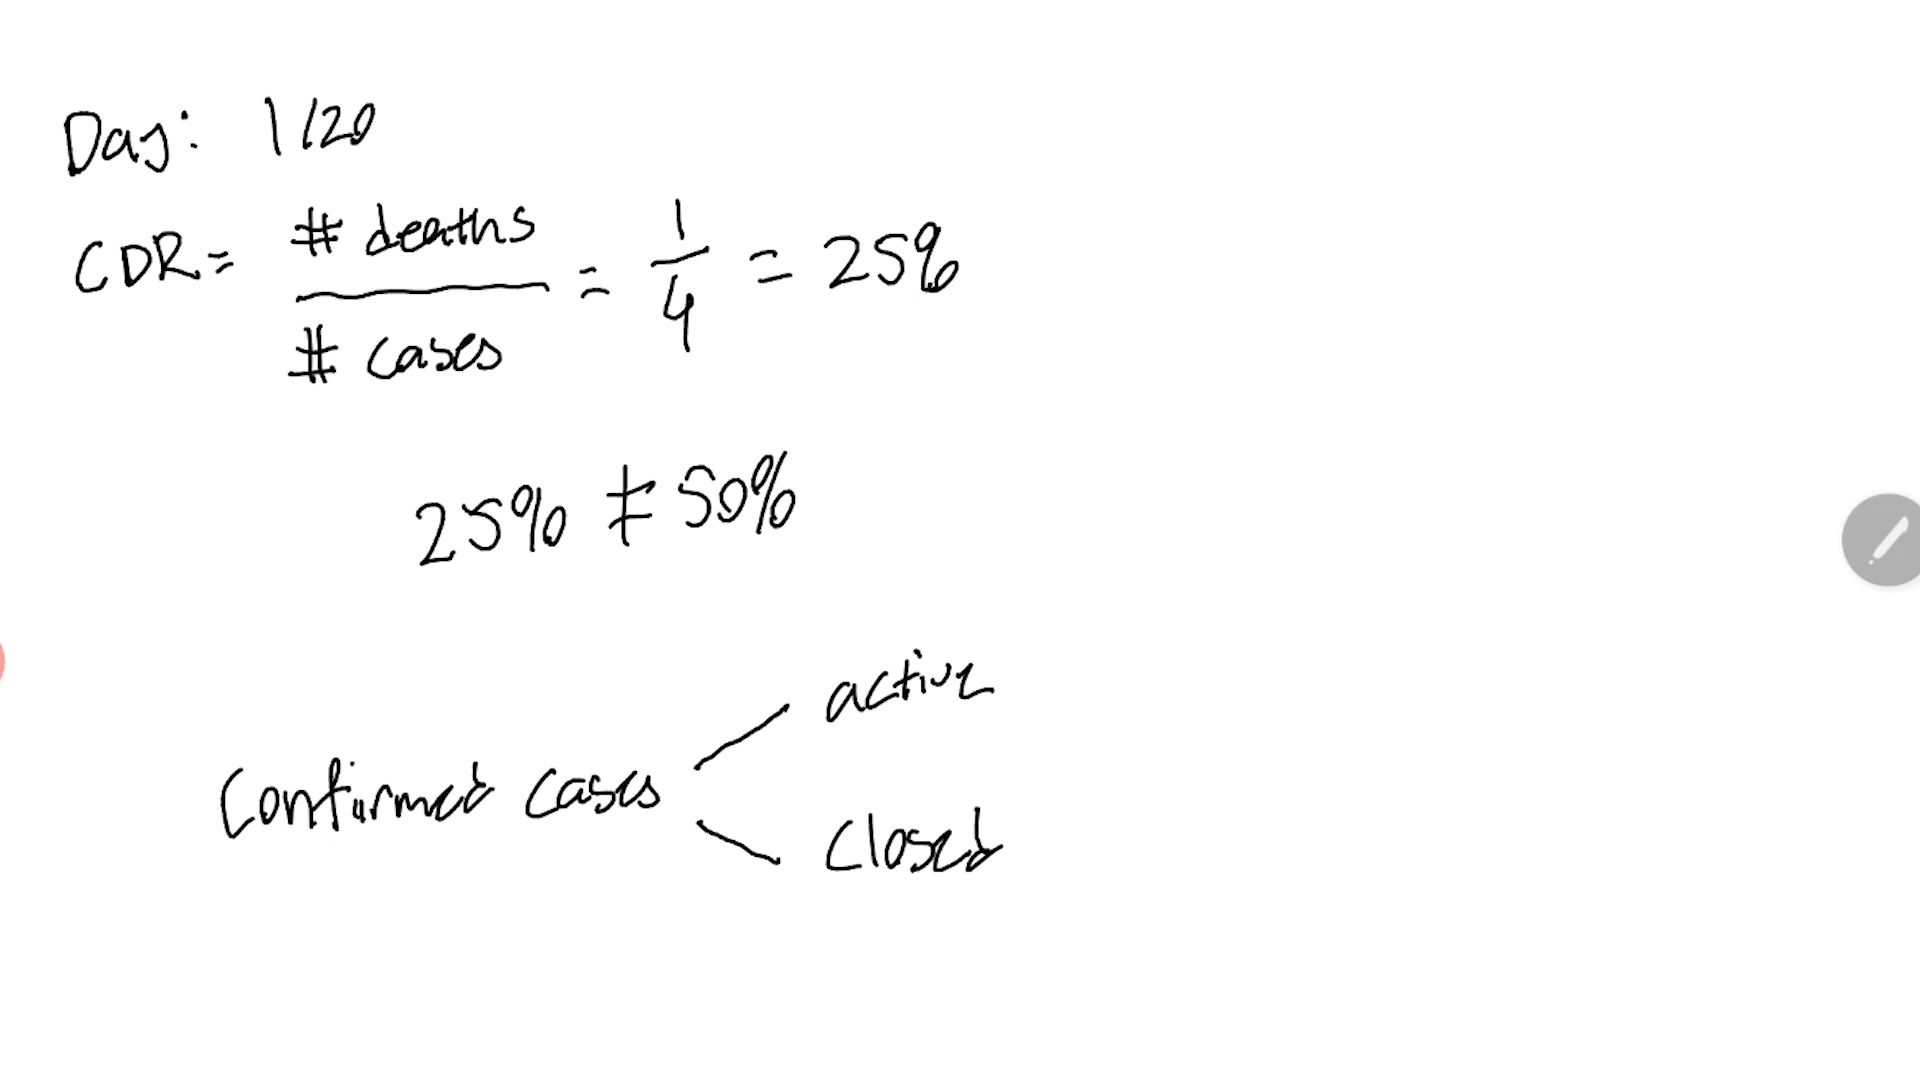 Day: 1/20
CDR = # deaths / # cases = 1/4 = 25%
25% ≠ 50%
Confirmed cases
active
closed